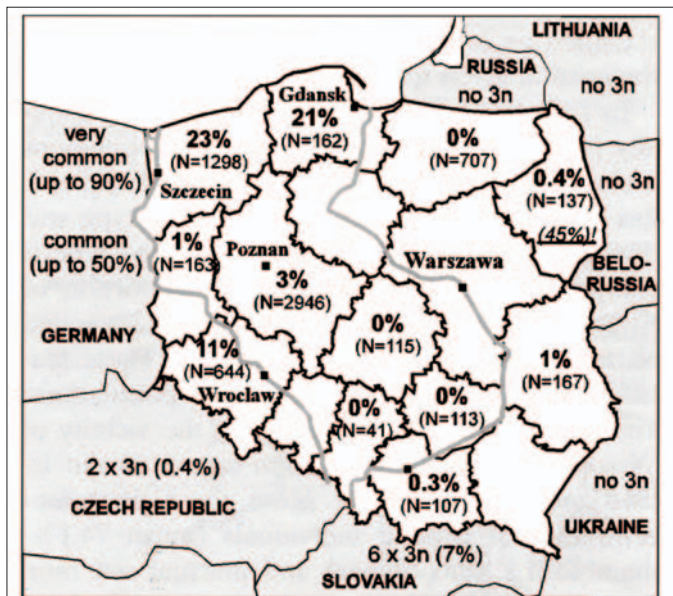 LITHUANIA
RUSSIA
no 3n
no 3n
Gdansk
21%
(N=162)
very
common
(up to 90%)
23%
(N=1298)
Szczecin
0%
(N=707)
no 3n
0.4%
(N=137)
(45%)!
common
(up to 50%)
1%
(N=163)
Poznan
3%
(N=2946)
Warszawa
BELO-
RUSSIA
GERMANY
0%
(N=115)
11%
(N=644)
Wroclaw
1%
(N=167)
0%
(N=41)
0%
(N=113)
2 x 3n (0.4%)
CZECH REPUBLIC
0.3%
(N=107)
no 3n
UKRAINE
6 x 3n (7%)
SLOVAKIA